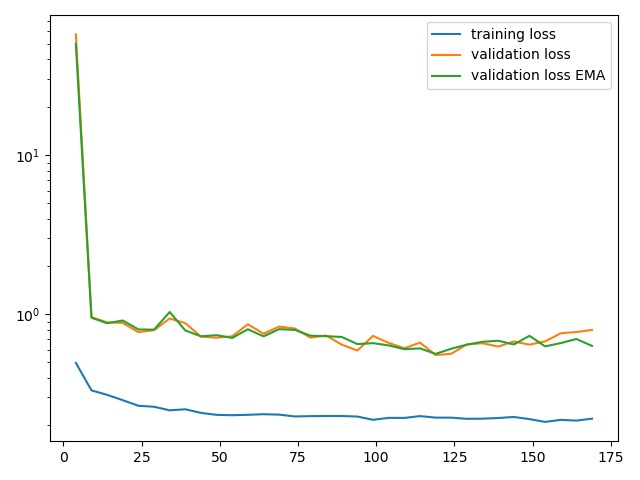 training loss
validation loss
validation loss EMA
10¹
10⁰
0 25 50 75 100 125 150 175